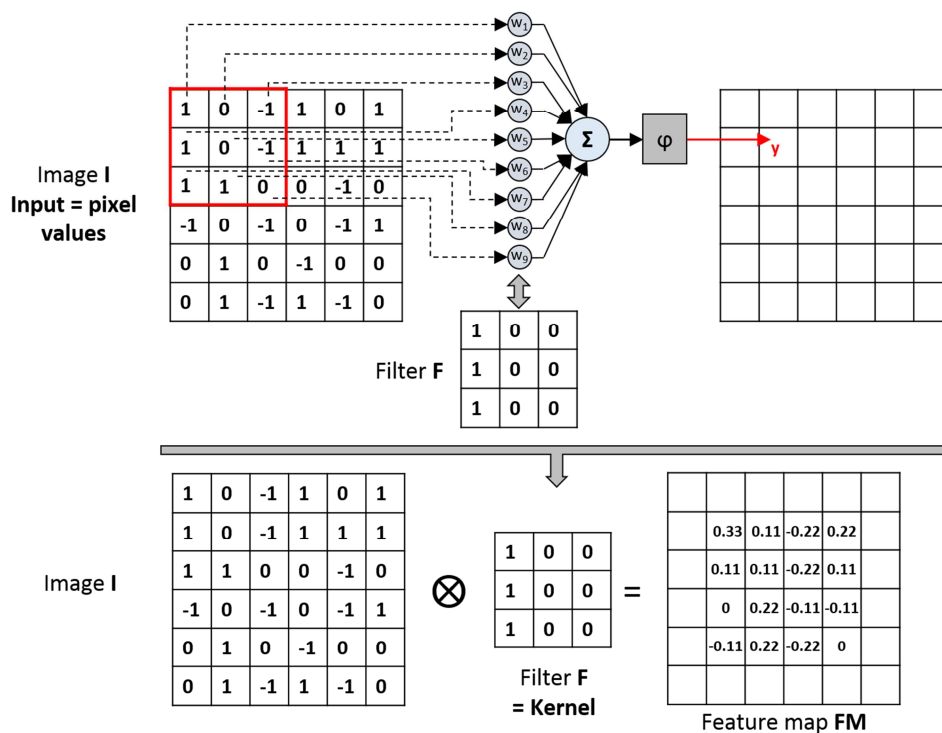 w1
w2
w3
w4
w5
w6
w7
w8
w9
Σ
φ
y
Image I
Input = pixel
values
1 0 -1 1 0 1
1 0 -1 1 1 1
1 1 0 0 -1 0
-1 0 -1 0 -1 1
0 1 0 -1 0 0
0 1 -1 1 -1 0
Filter F
1 0 0
1 0 0
1 0 0
Image I
1 0 -1 1 0 1
1 0 -1 1 1 1
1 1 0 0 -1 0
-1 0 -1 0 -1 1
0 1 0 -1 0 0
0 1 -1 1 -1 0
⊗
1 0 0
1 0 0
1 0 0
Filter F
= Kernel
=
0.33 0.11 -0.22 0.22
0.11 0.11 -0.22 0.11
0 0.22 -0.11 -0.11
-0.11 0.22 -0.22 0
Feature map FM